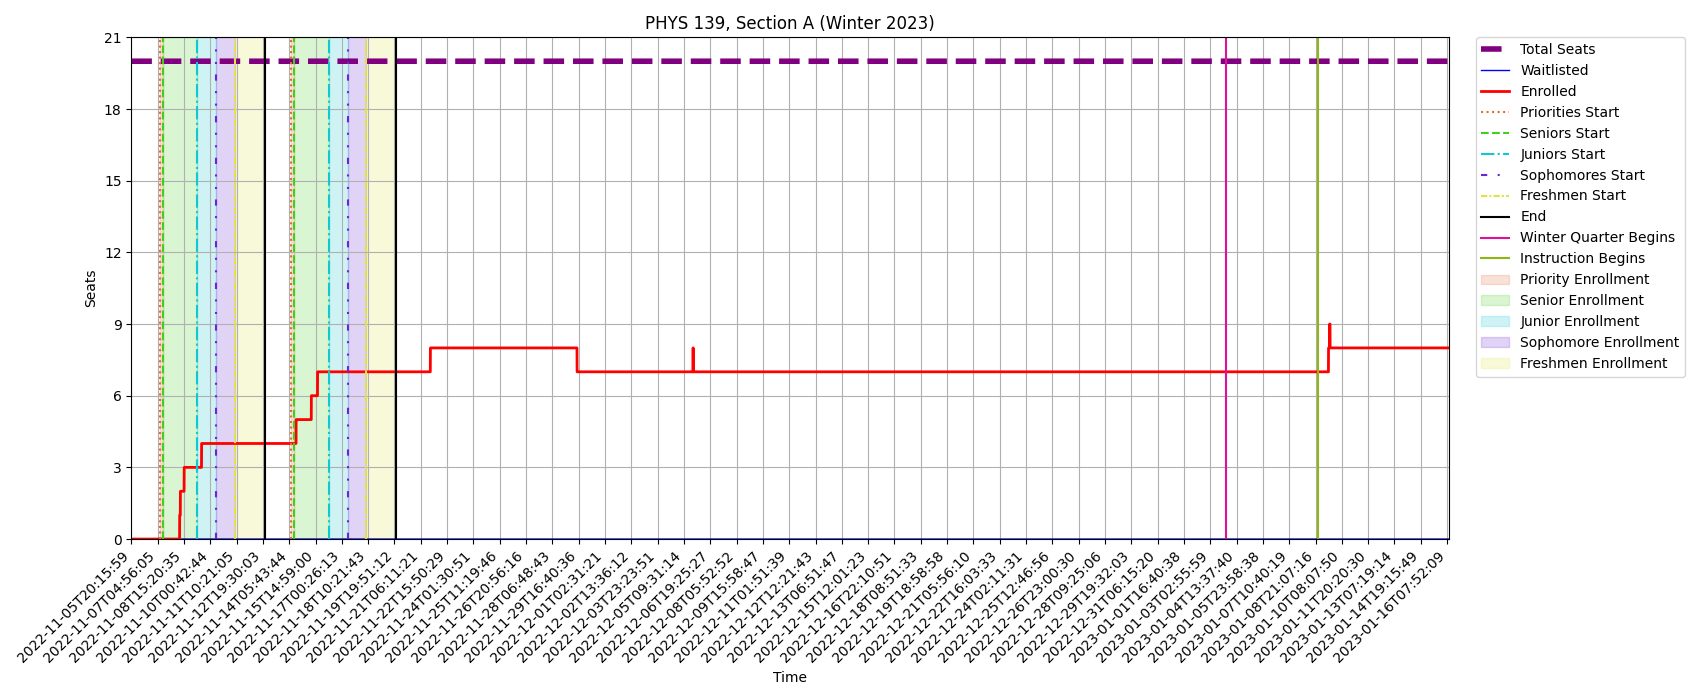 PHYS 139, Section A (Winter 2023)
21
18
15
12
9
6
3
0
Seats
2022-11-05T20:15:59
2022-11-07T04:56:05
2022-11-08T15:20:35
2022-11-10T00:42:44
2022-11-11T10:21:05
2022-11-12T19:30:03
2022-11-14T05:43:44
2022-11-15T14:59:00
2022-11-17T00:26:13
2022-11-18T10:21:43
2022-11-19T19:51:12
2022-11-21T06:11:21
2022-11-22T15:50:29
2022-11-24T01:30:51
2022-11-25T11:19:46
2022-11-26T20:56:16
2022-11-28T06:48:43
2022-11-29T16:40:36
2022-12-01T02:31:21
2022-12-02T13:36:12
2022-12-03T23:23:51
2022-12-05T09:31:14
2022-12-06T19:25:27
2022-12-08T05:52:52
2022-12-09T15:58:47
2022-12-11T01:51:39
2022-12-12T12:21:43
2022-12-13T06:51:47
2022-12-15T12:01:23
2022-12-16T22:10:51
2022-12-18T08:51:33
2022-12-19T18:58:58
2022-12-21T05:56:10
2022-12-22T16:03:33
2022-12-24T02:11:31
2022-12-25T12:46:56
2022-12-26T23:00:30
2022-12-28T09:25:06
2022-12-29T19:32:03
2022-12-31T06:15:20
2023-01-01T16:40:38
2023-01-03T02:55:59
2023-01-04T13:37:40
2023-01-05T23:58:38
2023-01-07T10:40:19
2023-01-08T21:07:16
2023-01-10T08:07:50
2023-01-11T20:20:30
2023-01-13T07:19:14
2023-01-14T19:15:49
2023-01-16T07:52:09
Time
Total Seats
Waitlisted
Enrolled
Priorities Start
Seniors Start
Juniors Start
Sophomores Start
Freshmen Start
End
Winter Quarter Begins
Instruction Begins
Priority Enrollment
Senior Enrollment
Junior Enrollment
Sophomore Enrollment
Freshmen Enrollment